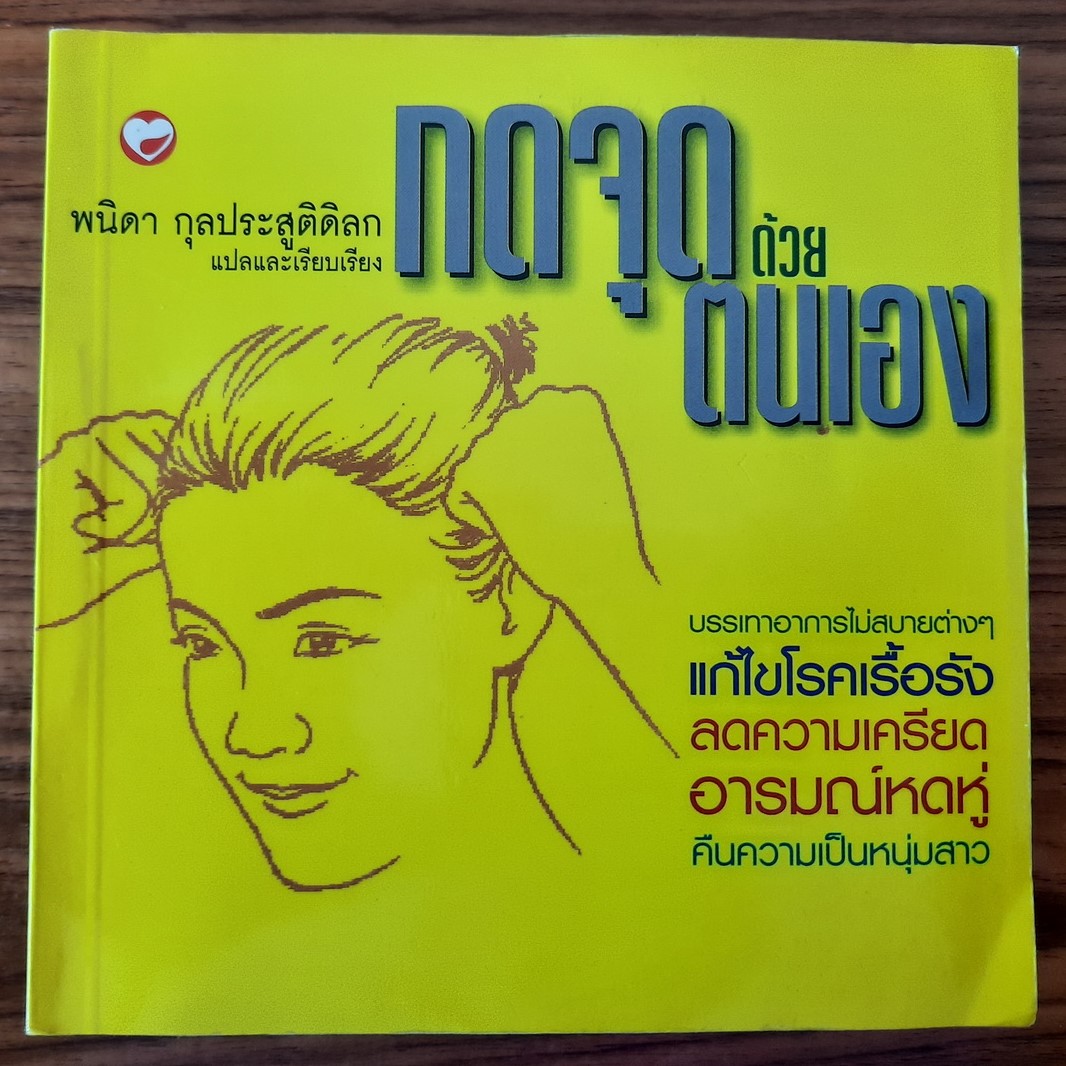 กดจุด
ด้วย
ตนเอง
พนิดา กุลประสูติดิลก
แปลและเรียบเรียง
บรรเทาอาการไม่สบายต่างๆ
แก้ไขโรคเรื้อรัง
ลดความเครียด
อารมณ์หดหู่
คืนความเป็นหนุ่มสาว